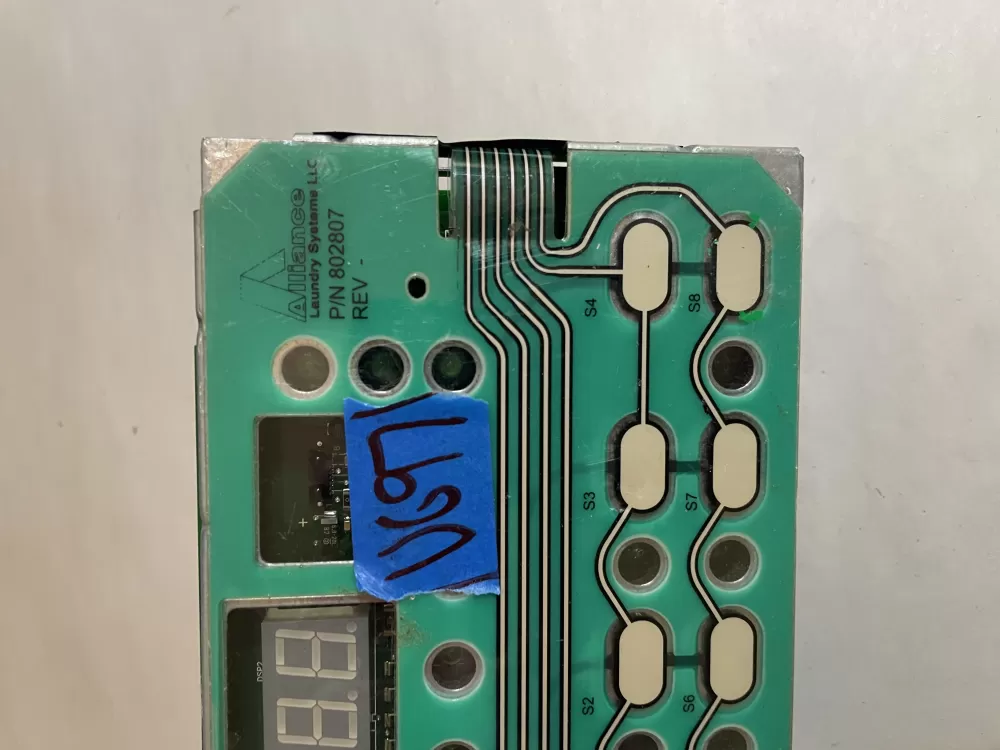 Alliance
Laundry Systems LLC
P/N 802807
REV -
S4
S8
S3
S7
S2
S6
DSP2